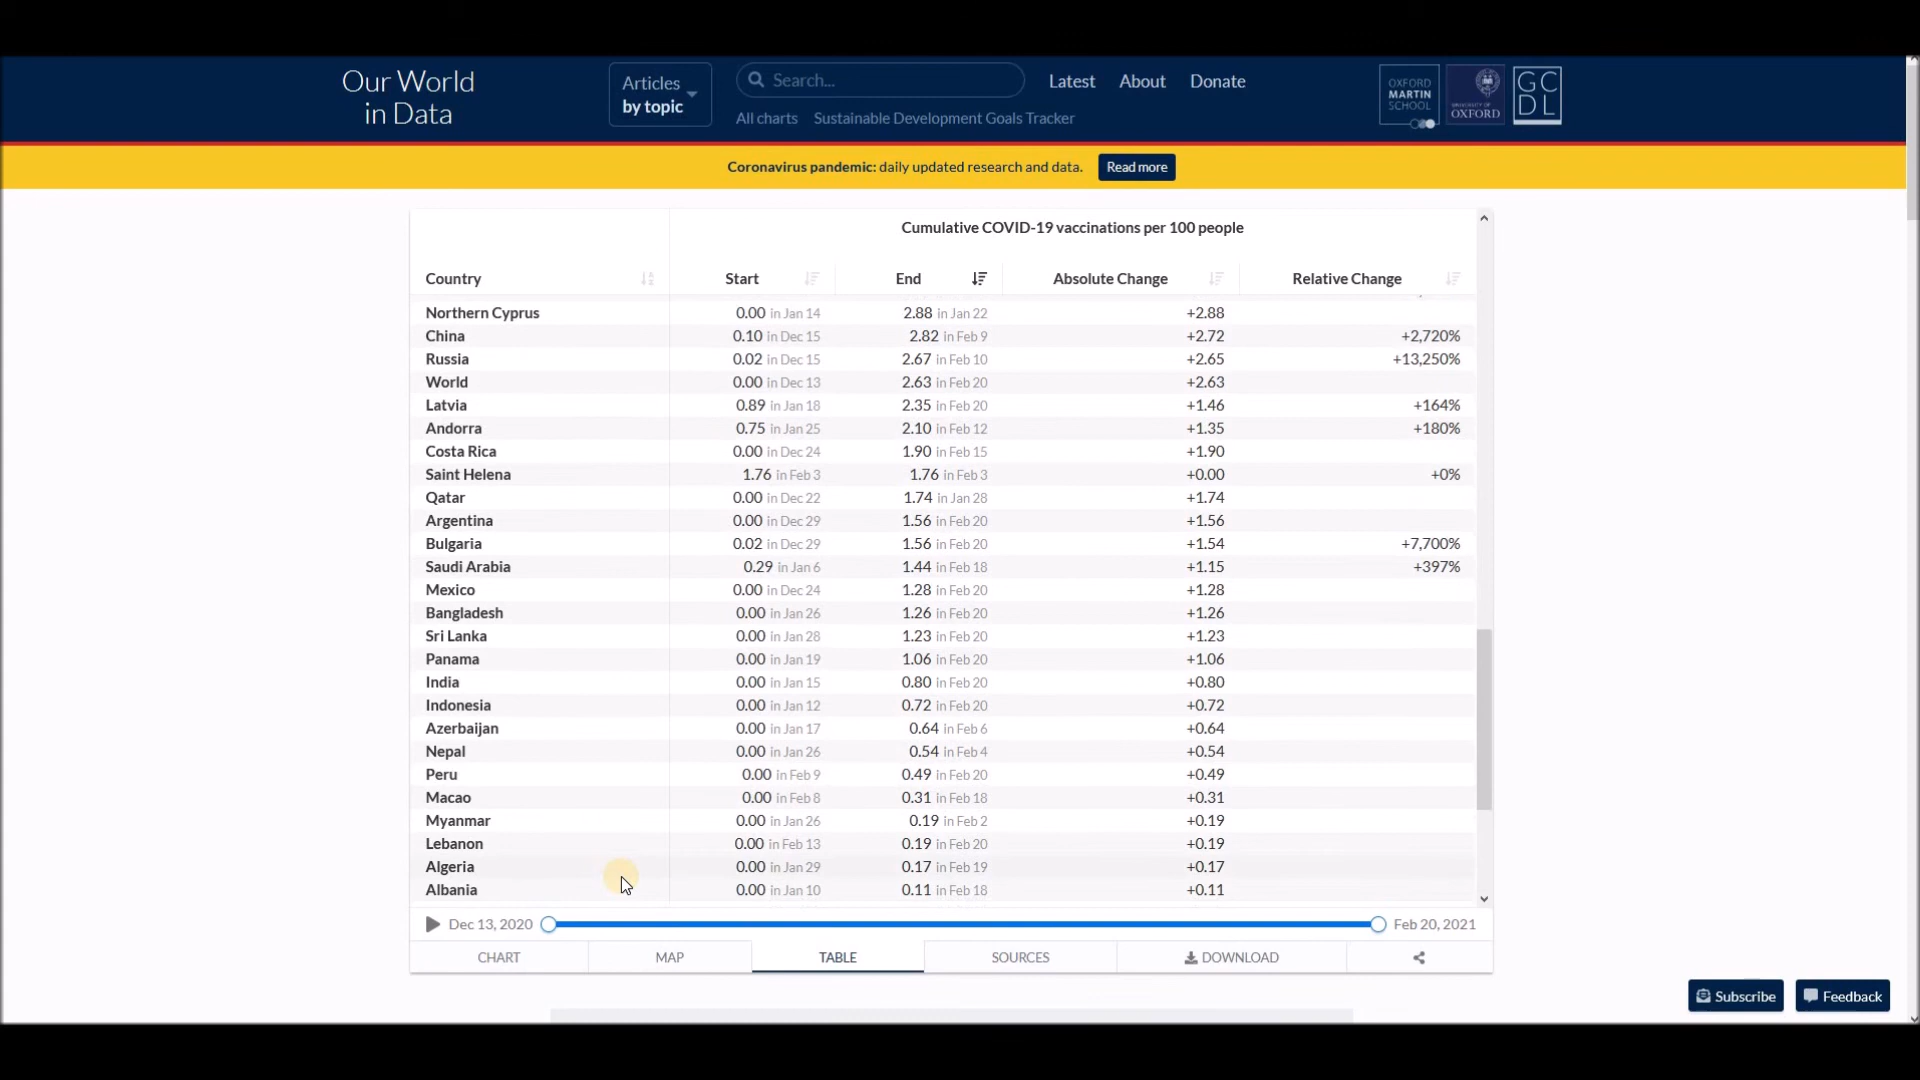 Our World
in Data
Articles
by topic
Search...
Latest
About
Donate
All charts
Sustainable Development Goals Tracker
OXFORD
MARTIN
SCHOOL
UNIVERSITY OF
OXFORD
GC
DL
Coronavirus pandemic: daily updated research and data. Read more
Cumulative COVID-19 vaccinations per 100 people
Country Start End Absolute Change Relative Change
Northern Cyprus 0.00 in Jan 14 2.88 in Jan 22 +2.88
China 0.10 in Dec 15 2.82 in Feb 9 +2.72 +2,720%
Russia 0.02 in Dec 15 2.67 in Feb 10 +2.65 +13,250%
World 0.00 in Dec 13 2.63 in Feb 20 +2.63
Latvia 0.89 in Jan 18 2.35 in Feb 20 +1.46 +164%
Andorra 0.75 in Jan 25 2.10 in Feb 12 +1.35 +180%
Costa Rica 0.00 in Dec 24 1.90 in Feb 15 +1.90
Saint Helena 1.76 in Feb 3 1.76 in Feb 3 +0.00 +0%
Qatar 0.00 in Dec 22 1.74 in Jan 28 +1.74
Argentina 0.00 in Dec 29 1.56 in Feb 20 +1.56
Bulgaria 0.02 in Dec 29 1.56 in Feb 20 +1.54 +7,700%
Saudi Arabia 0.29 in Jan 6 1.44 in Feb 18 +1.15 +397%
Mexico 0.00 in Dec 24 1.28 in Feb 20 +1.28
Bangladesh 0.00 in Jan 26 1.26 in Feb 20 +1.26
Sri Lanka 0.00 in Jan 28 1.23 in Feb 20 +1.23
Panama 0.00 in Jan 19 1.06 in Feb 20 +1.06
India 0.00 in Jan 15 0.80 in Feb 20 +0.80
Indonesia 0.00 in Jan 12 0.72 in Feb 20 +0.72
Azerbaijan 0.00 in Jan 17 0.64 in Feb 6 +0.64
Nepal 0.00 in Jan 26 0.54 in Feb 4 +0.54
Peru 0.00 in Feb 9 0.49 in Feb 20 +0.49
Macao 0.00 in Feb 8 0.31 in Feb 18 +0.31
Myanmar 0.00 in Jan 26 0.19 in Feb 2 +0.19
Lebanon 0.00 in Feb 13 0.19 in Feb 20 +0.19
Algeria 0.00 in Jan 29 0.17 in Feb 19 +0.17
Albania 0.00 in Jan 10 0.11 in Feb 18 +0.11
Dec 13, 2020 Feb 20, 2021
CHART MAP TABLE SOURCES DOWNLOAD
Subscribe Feedback